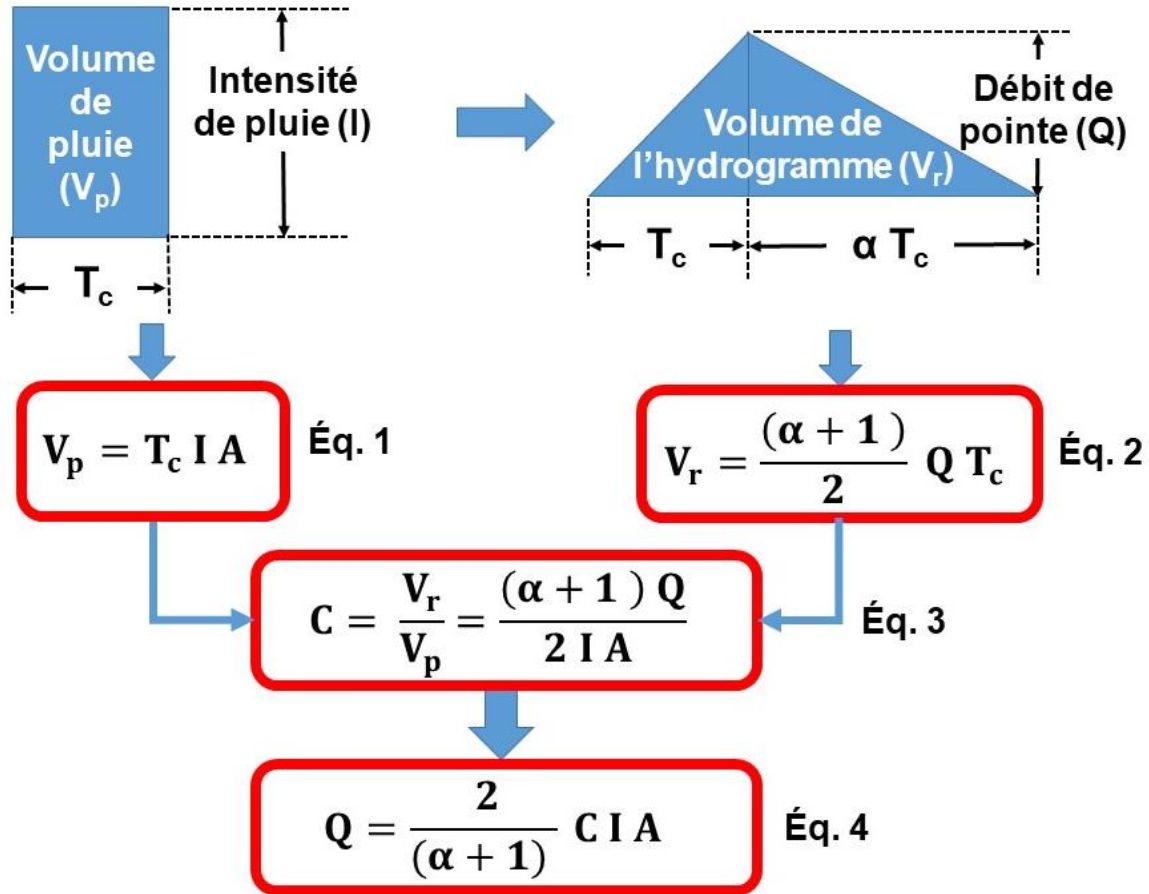 Volume
de
pluie
(Vp)
Intensité
de pluie (I)
Tc
Volume de
l'hydrogramme (Vr)
Débit de
pointe (Q)
Tc
α Tc
Vp = Tc I A
Éq. 1
Vr = (α + 1 )/2 Q Tc
Éq. 2
C = Vr/Vp = (α + 1 ) Q/2 I A
Éq. 3
Q = 2/(α + 1) C I A
Éq. 4